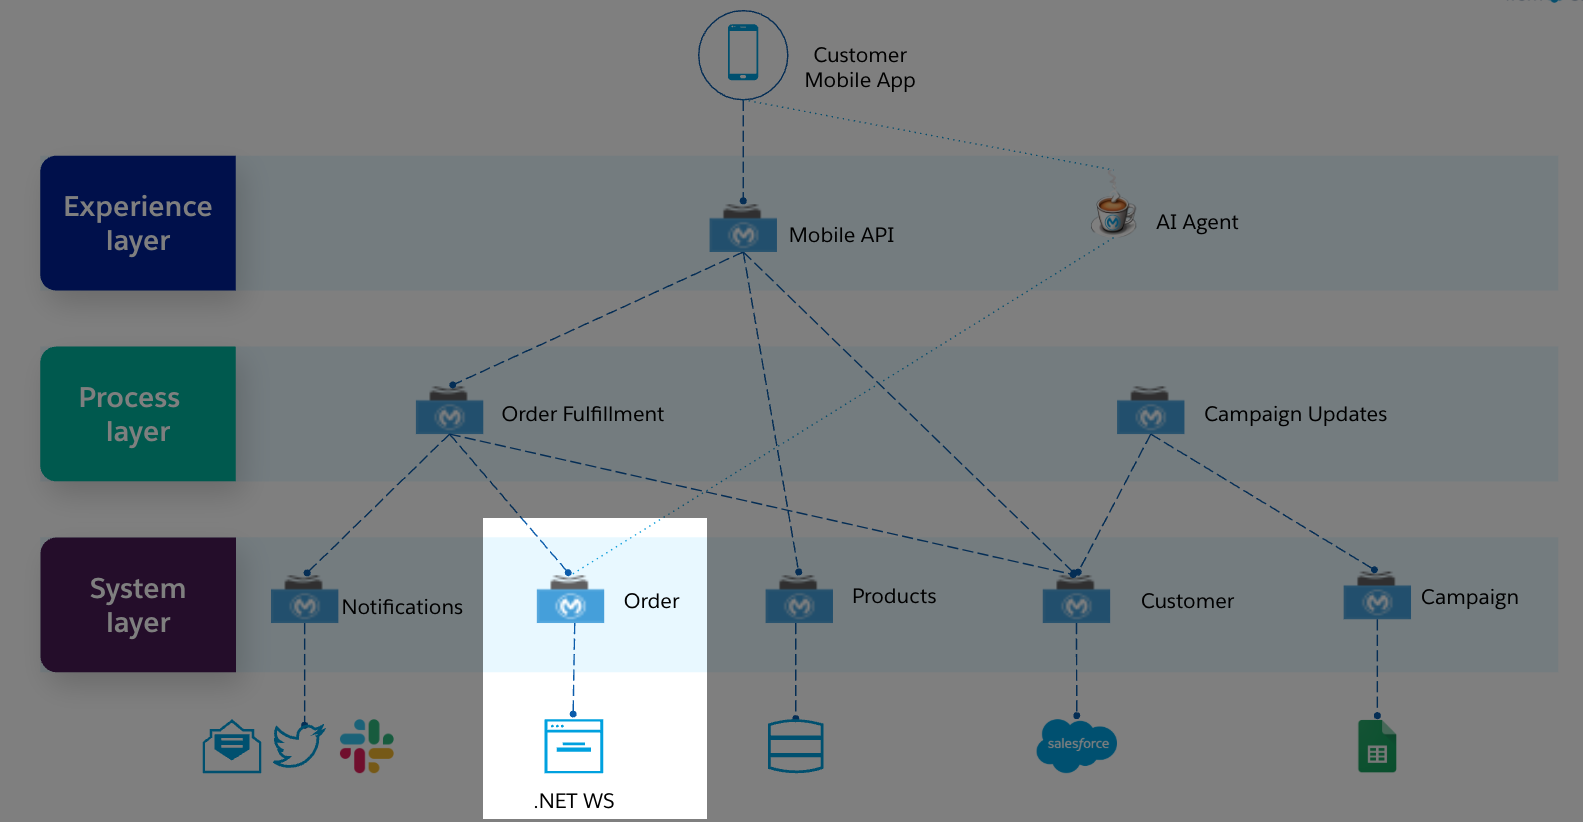 Customer
Mobile App
Experience
layer
Mobile API
AI Agent
Process
layer
Order Fulfillment
Campaign Updates
System
layer
Notifications
Order
Products
Customer
Campaign
salesforce
.NET WS